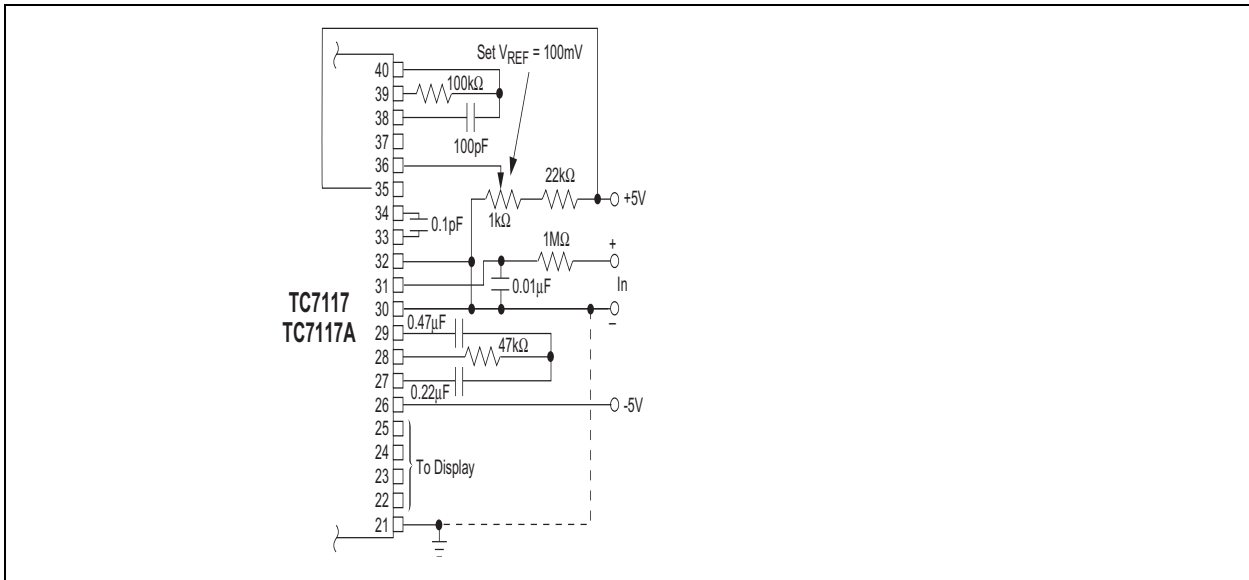 Set VREF = 100mV
40
39
100kΩ
38
37
100pF
36
35
22kΩ
+5V
34
1kΩ
0.1pF
33
1MΩ
+
32
31
0.01µF
In
TC7117
TC7117A
30
–
29
0.47µF
28
47kΩ
27
0.22µF
26
-5V
25
24
To Display
23
22
21